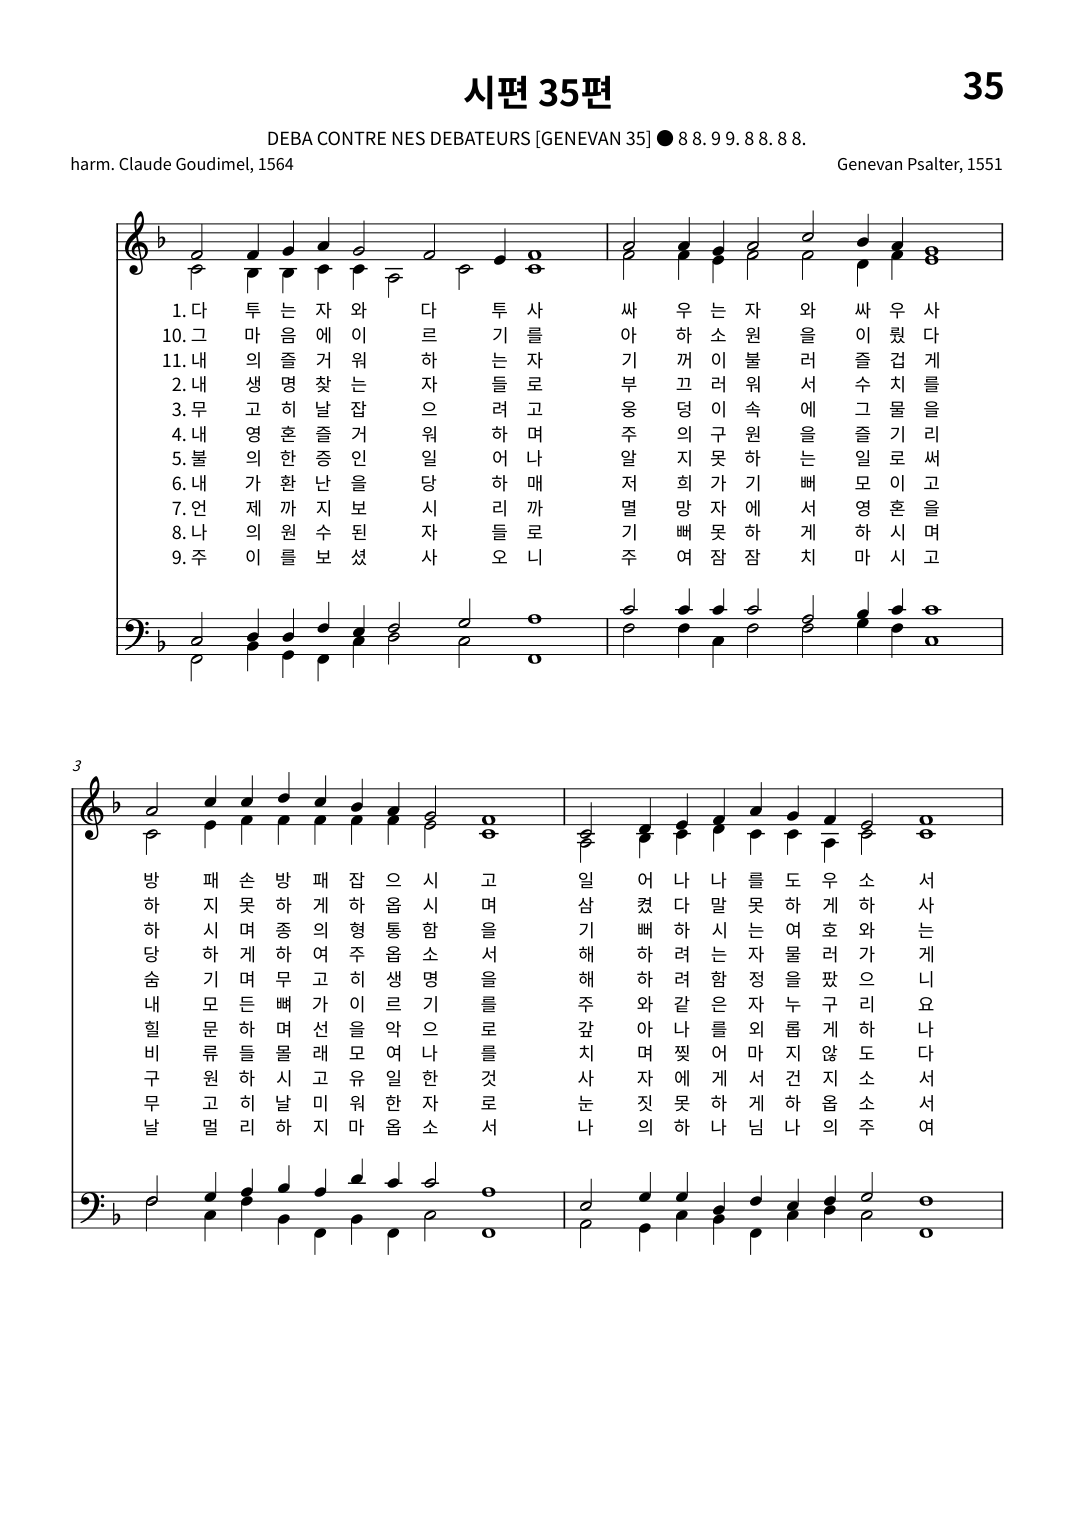 시편 35편
35
DEBA CONTRE NES DEBATEURS [GENEVAN 35] ● 8 8. 9 9. 8 8. 8 8.
harm. Claude Goudimel, 1564
Genevan Psalter, 1551
1. 다 투 는 자 와 다 투 사 싸 우 는 자 와 싸 우 사
10. 그 마 음 에 이 르 기 를 아 하 소 원 을 이 뤘 다
11. 내 의 즐 거 워 하 는 자 기 꺼 이 불 러 즐 겁 게
2. 내 생 명 찾 는 자 들 로 부 끄 러 워 서 수 치 를
3. 무 고 히 날 잡 으 려 고 웅 덩 이 속 에 그 물 을
4. 내 영 혼 즐 거 워 하 며 주 의 구 원 을 즐 기 리
5. 불 의 한 증 인 일 어 나 알 지 못 하 는 일 로 써
6. 내 가 환 난 을 당 하 매 저 희 가 기 뻐 모 이 고
7. 언 제 까 지 보 시 리 까 멸 망 자 에 서 영 혼 을
8. 나 의 원 수 된 자 들 로 기 뻐 못 하 게 하 시 며
9. 주 이 를 보 셨 사 오 니 주 여 잠 잠 치 마 시 고
3
방 패 손 방 패 잡 으 시 고 일 어 나 나 를 도 우 소 서
하 지 못 하 게 하 옵 시 며 삼 켰 다 말 못 하 게 하 사
하 시 며 종 의 형 통 함 을 기 뻐 하 시 는 여 호 와 는
당 하 게 하 여 주 옵 소 서 해 하 려 는 자 물 러 가 게
숨 기 며 무 고 히 생 명 을 해 하 려 함 정 을 팠 으 니
내 모 든 뼈 가 이 르 기 를 주 와 같 은 자 누 구 리 요
힐 문 하 며 선 을 악 으 로 갚 아 나 를 외 롭 게 하 나
비 류 들 몰 래 모 여 나 를 치 며 찢 어 마 지 않 도 다
구 원 하 시 고 유 일 한 것 사 자 에 게 서 건 지 소 서
무 고 히 날 미 워 한 자 로 눈 짓 못 하 게 하 옵 소 서
날 멀 리 하 지 마 옵 소 서 나 의 하 나 님 나 의 주 여